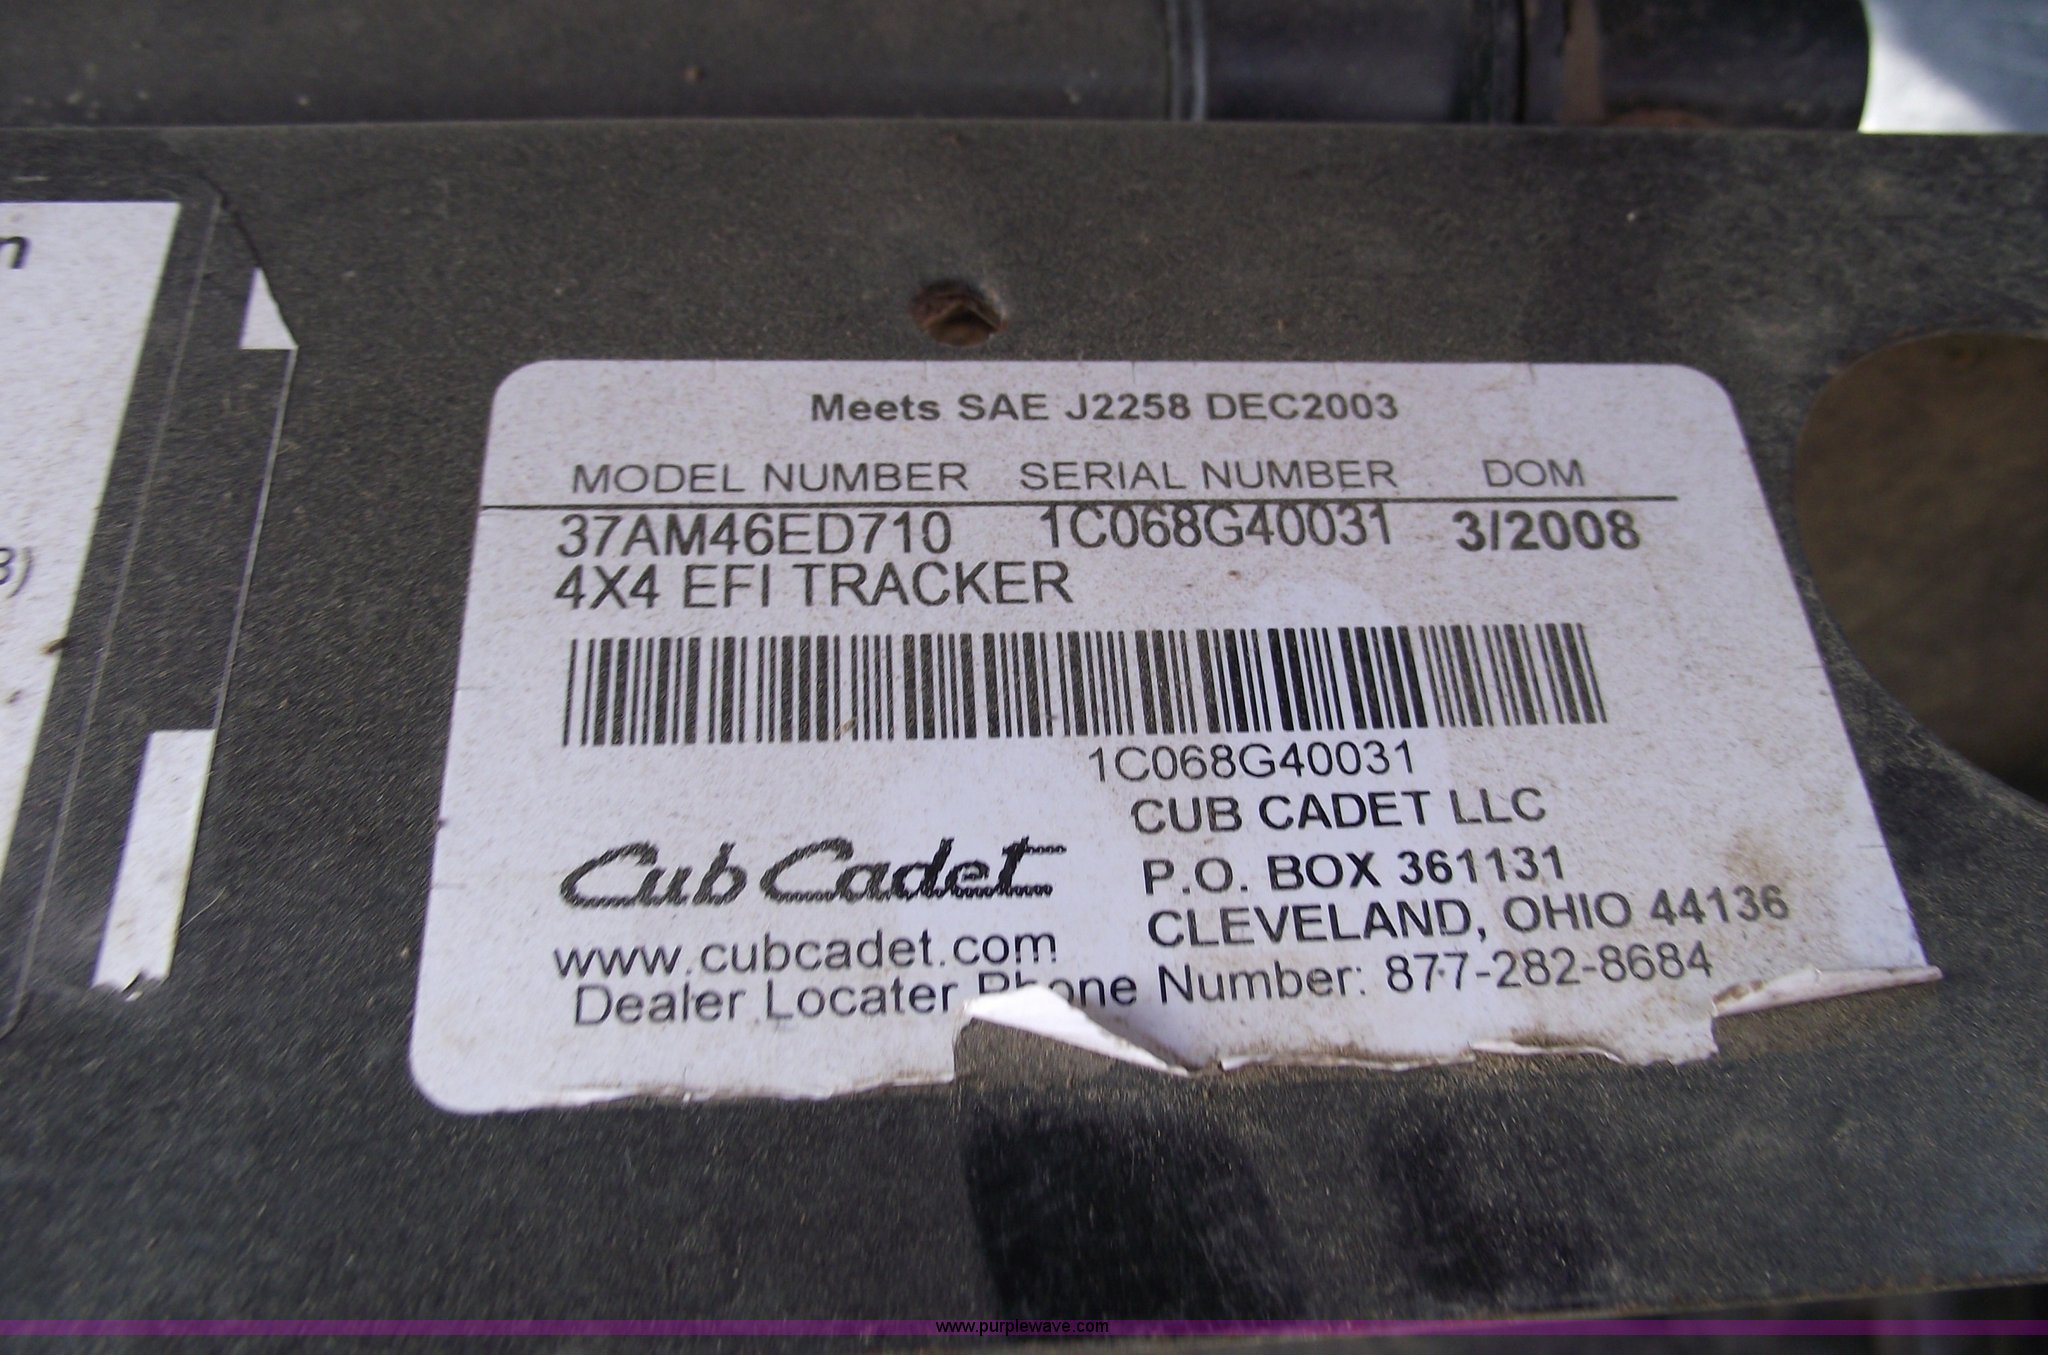 n
3)
Meets SAE J2258 DEC2003
MODEL NUMBER SERIAL NUMBER DOM
37AM46ED710 1C068G40031 3/2008
4X4 EFI TRACKER
1C068G40031
CUB CADET LLC
P.O. BOX 361131
CLEVELAND, OHIO 44136
Cub Cadet
www.cubcadet.com
Dealer Locater Phone Number: 877-282-8684
www.purplewave.com